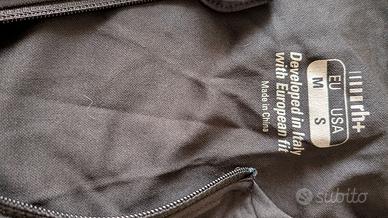 rh+
EU USA
M S
Developed in Italy
with European fit
Made in China
subito